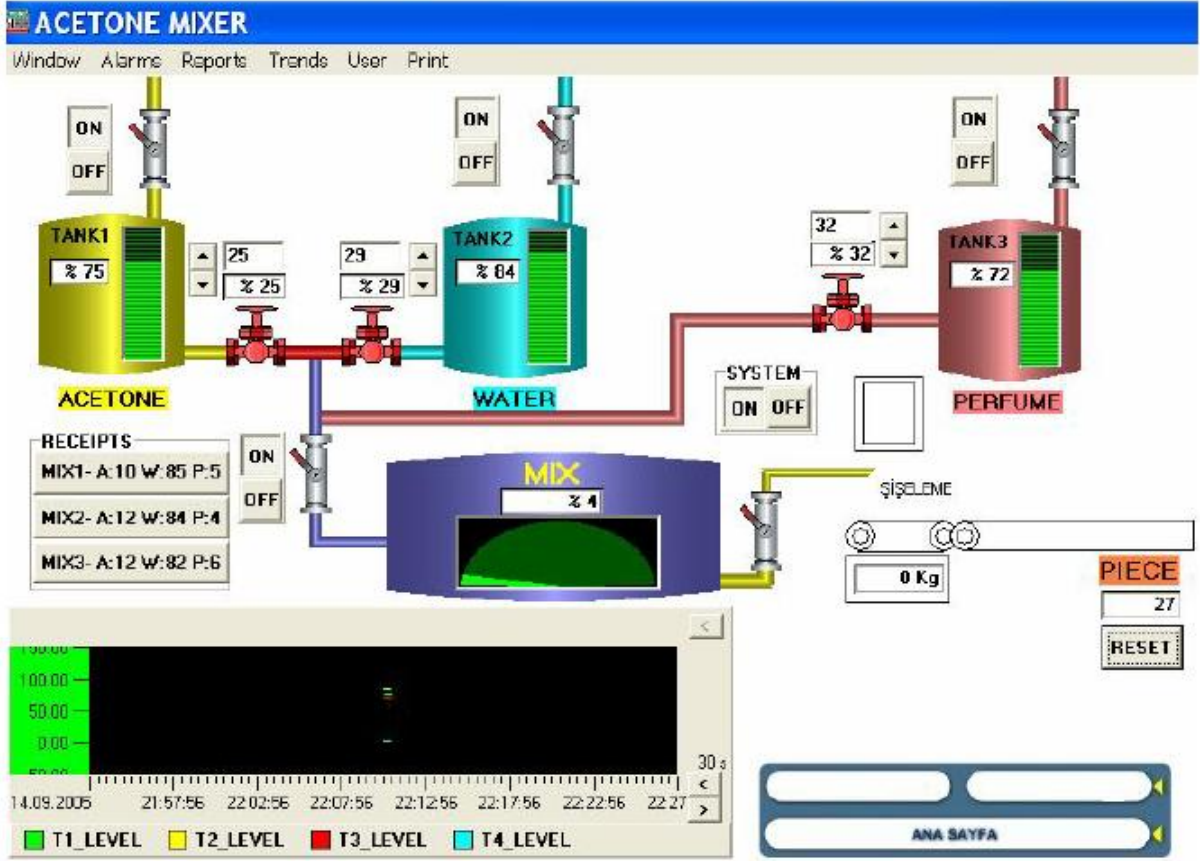 ACETONE MIXER
Window Alarms Reports Trends User Print
ON
OFF
ON
OFF
ON
OFF
TANK1
% 75
25
% 25
29
% 29
TANK2
% 84
32
% 32
TANK3
% 72
ACETONE
WATER
PERFUME
SYSTEM
ON OFF
RECEIPTS
MIX1- A:10 W:85 P:5
MIX2- A:12 W:84 P:4
MIX3- A:12 W:82 P:6
ON
OFF
MIX
% 4
ŞİŞELEME
0 Kg
PIECE
27
RESET
<
150.00
100.00
50.00
0.00
30 s
<
>
14.09.2005 21:57:56 22:02:56 22:07:56 22:12:56 22:17:56 22:22:56 22:27
T1_LEVEL T2_LEVEL T3_LEVEL T4_LEVEL
ANA SAYFA